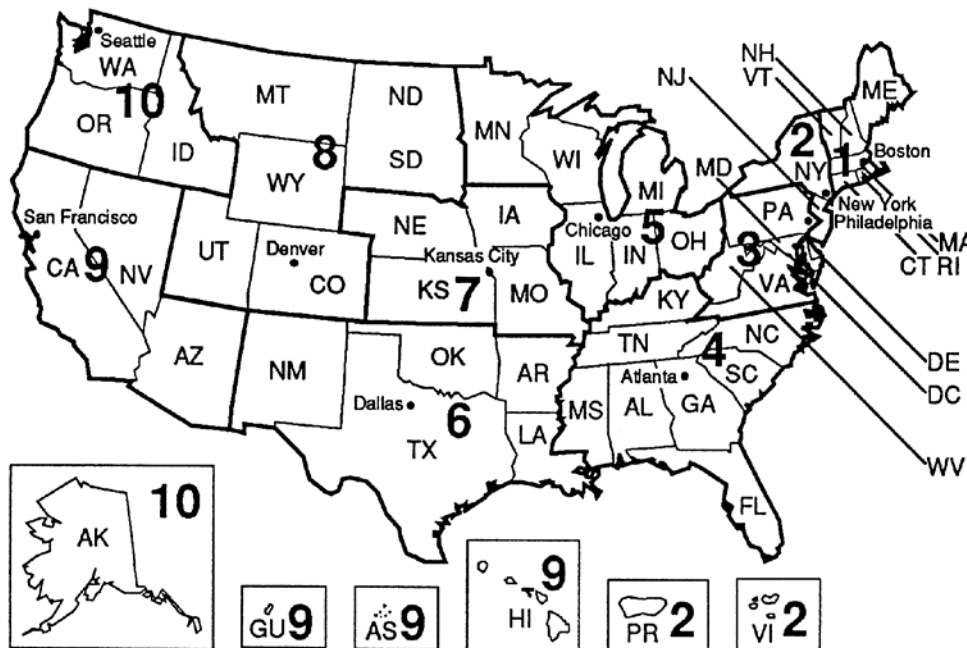 Seattle
WA
10
OR
ID
MT
ND
MN
8
SD
WY
WI
MI
NJ
NH
VT
ME
2
1
Boston
NY
MD
New York
Philadelphia
PA
MA
CT RI
San Francisco
CA
9
NV
UT
Denver
CO
NE
IA
Kansas City
KS
7
MO
Chicago
5
IL
IN
OH
3
VA
KY
AZ
NM
OK
AR
TN
4
NC
SC
Atlanta
DE
DC
WV
Dallas
6
TX
LA
MS
AL
GA
FL
10
AK
GU 9
AS 9
9
HI
PR 2
VI 2